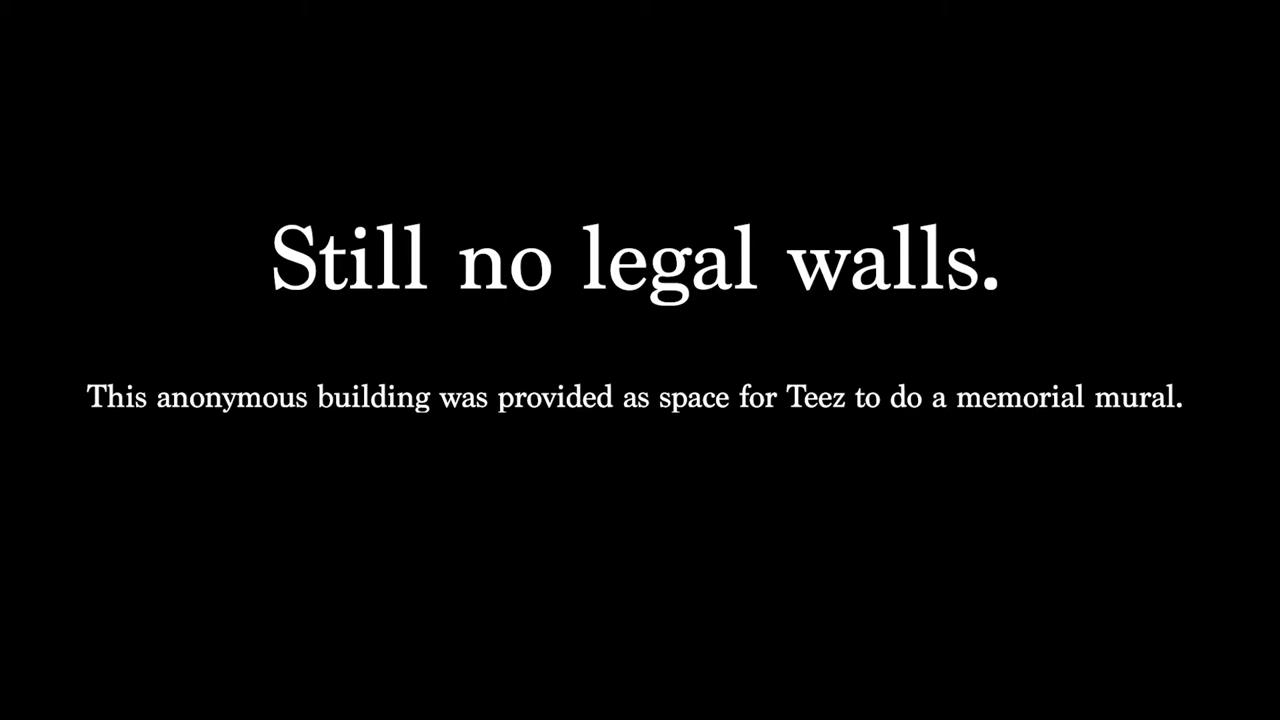 Still no legal walls.
This anonymous building was provided as space for Teez to do a memorial mural.